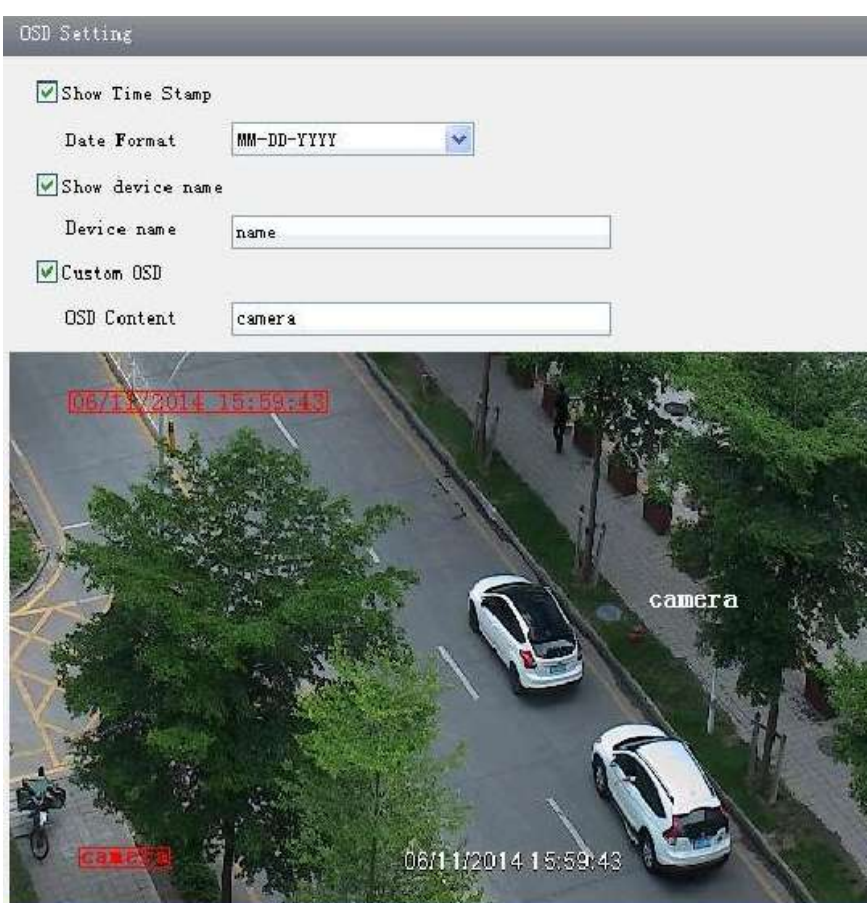 OSD Setting
Show Time Stamp
Date Format MM-DD-YYYY
Show device name
Device name name
Custom OSD
OSD Content camera
06/11/2014 15:59:43
camera
camera 06/11/2014 15:59:43